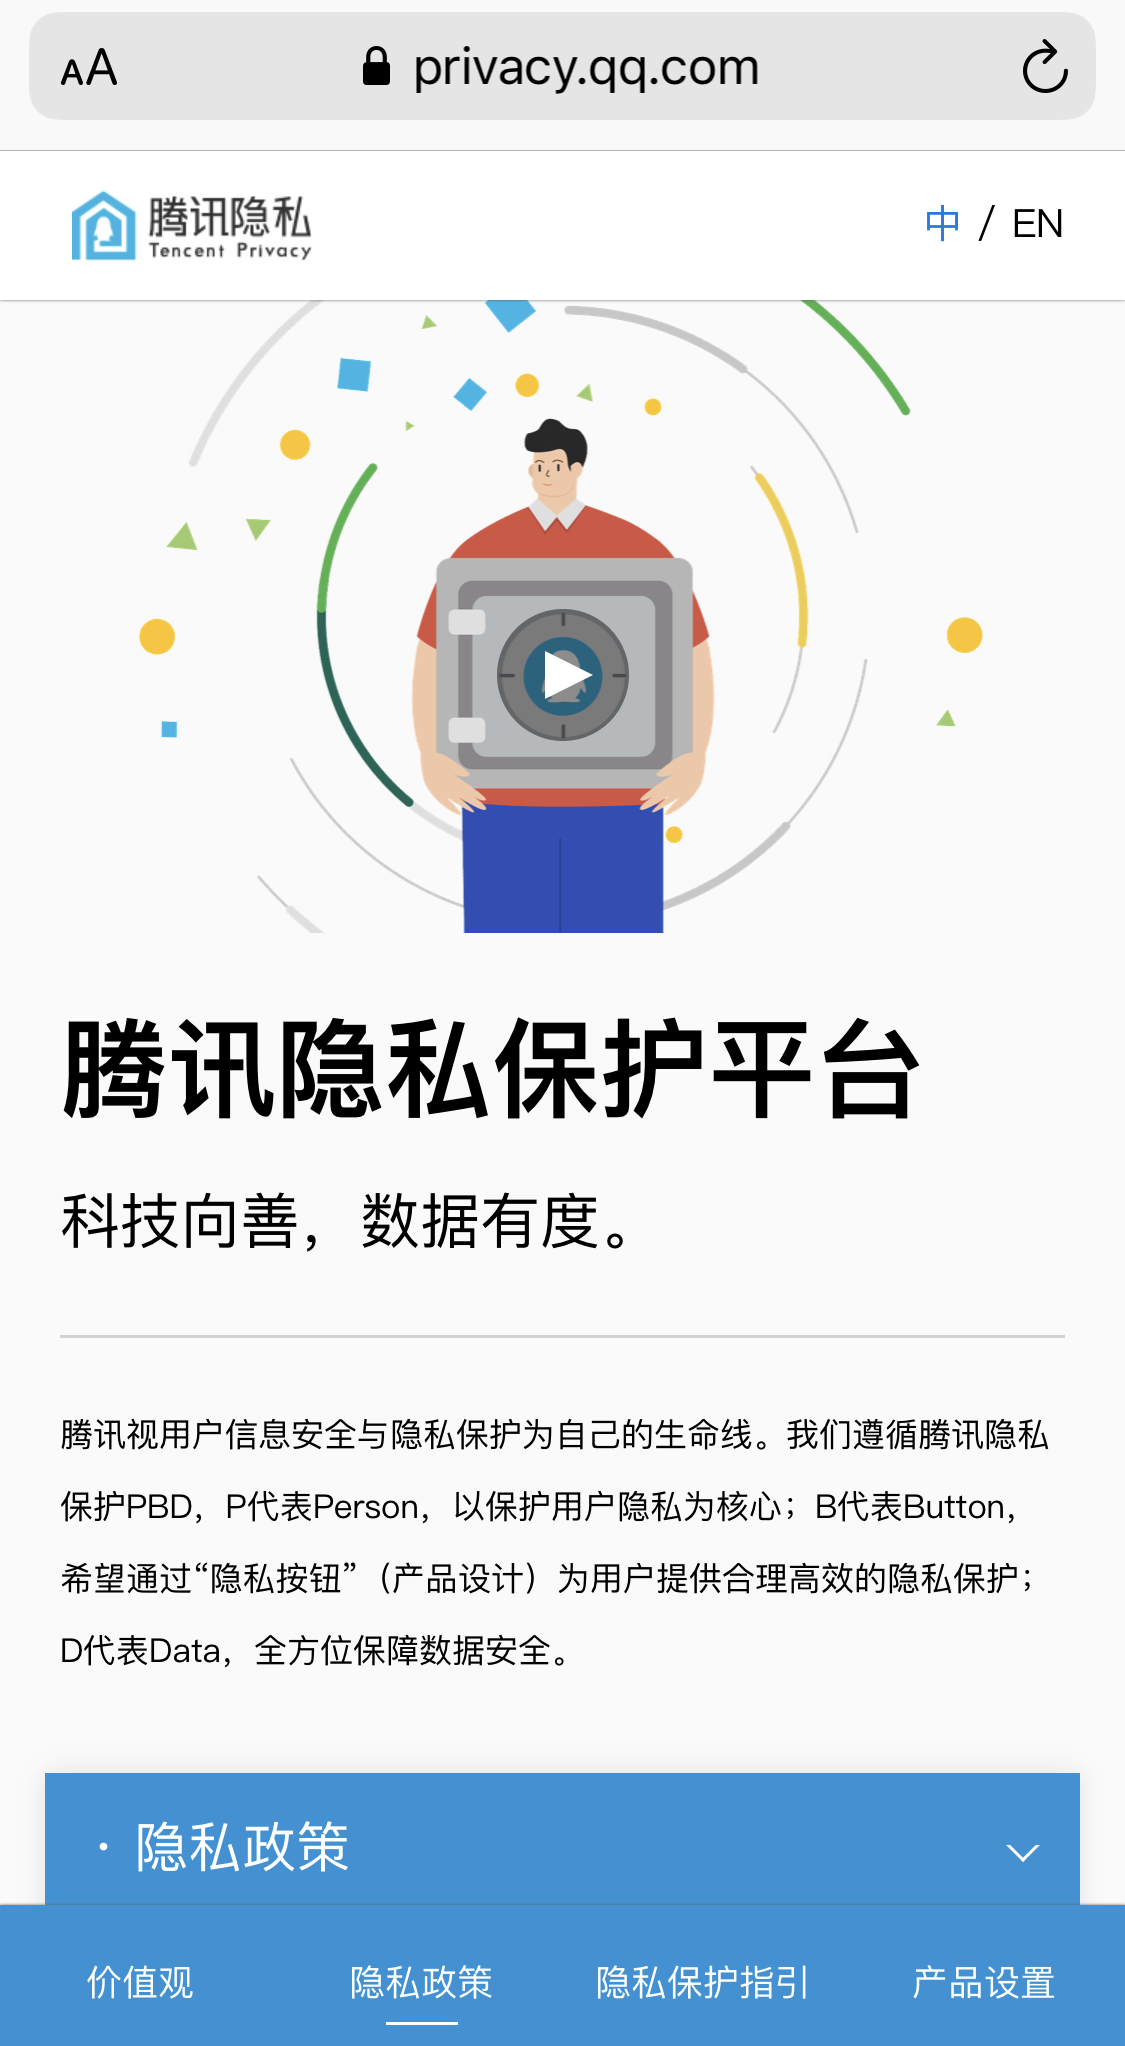 AA privacy.qq.com
腾讯隐私
Tencent Privacy
中 / EN
腾讯隐私保护平台
科技向善，数据有度。
腾讯视用户信息安全与隐私保护为自己的生命线。我们遵循腾讯隐私
保护PBD，P代表Person，以保护用户隐私为核心；B代表Button，
希望通过“隐私按钮”（产品设计）为用户提供合理高效的隐私保护；
D代表Data，全方位保障数据安全。
· 隐私政策
价值观 隐私政策 隐私保护指引 产品设置